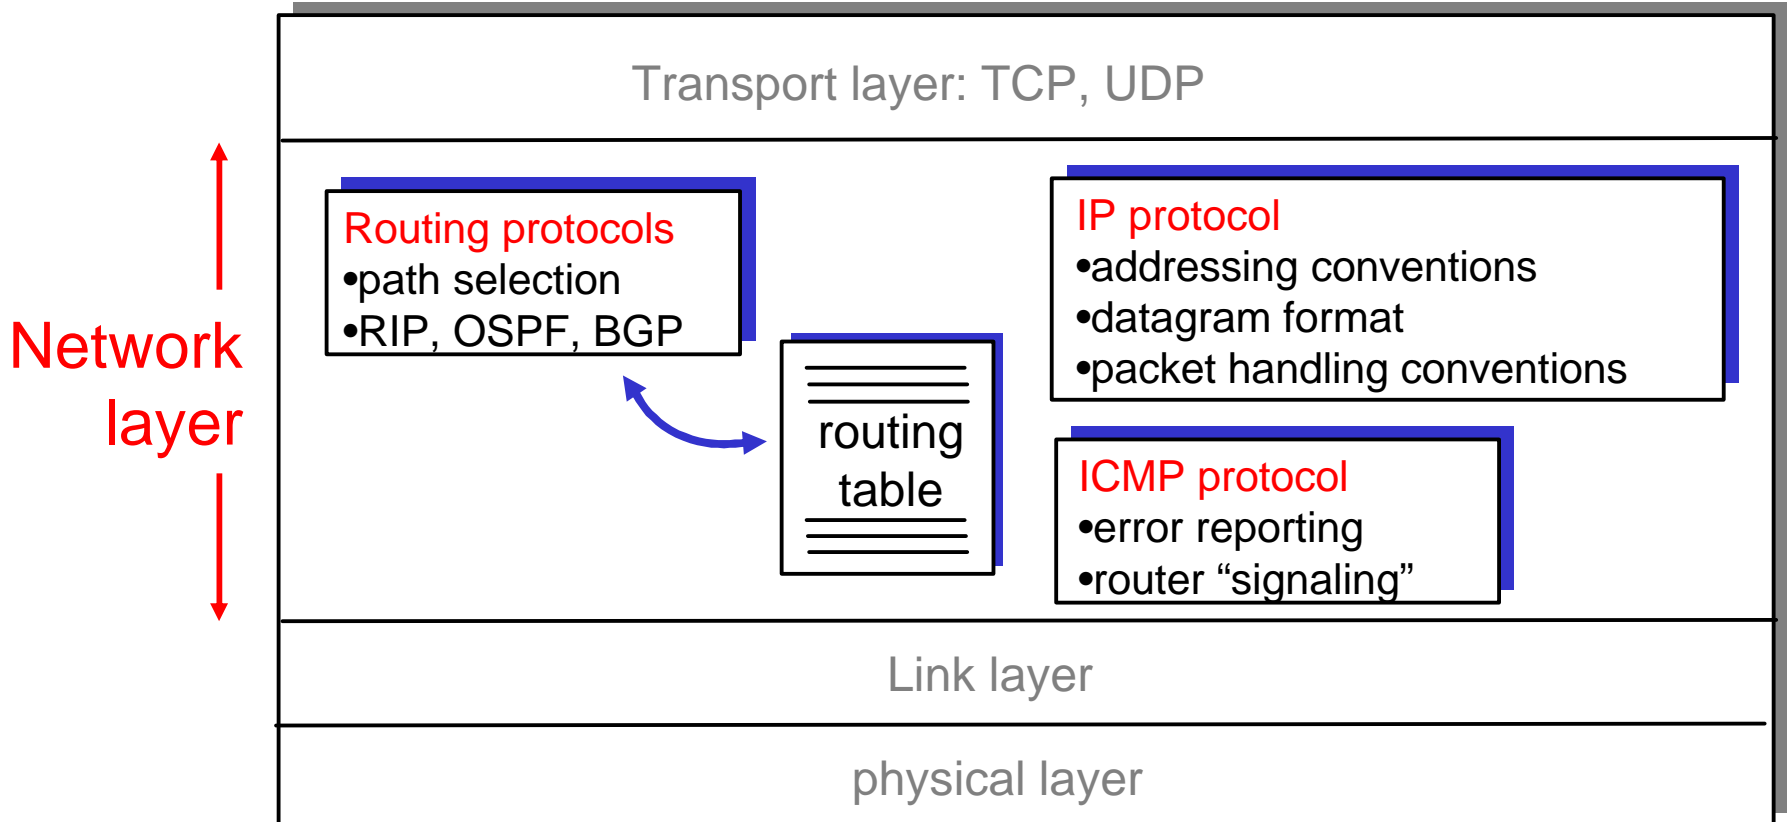 Transport layer: TCP, UDP
Network
layer
Routing protocols
•path selection
•RIP, OSPF, BGP
routing
table
IP protocol
•addressing conventions
•datagram format
•packet handling conventions
ICMP protocol
•error reporting
•router “signaling”
Link layer
physical layer